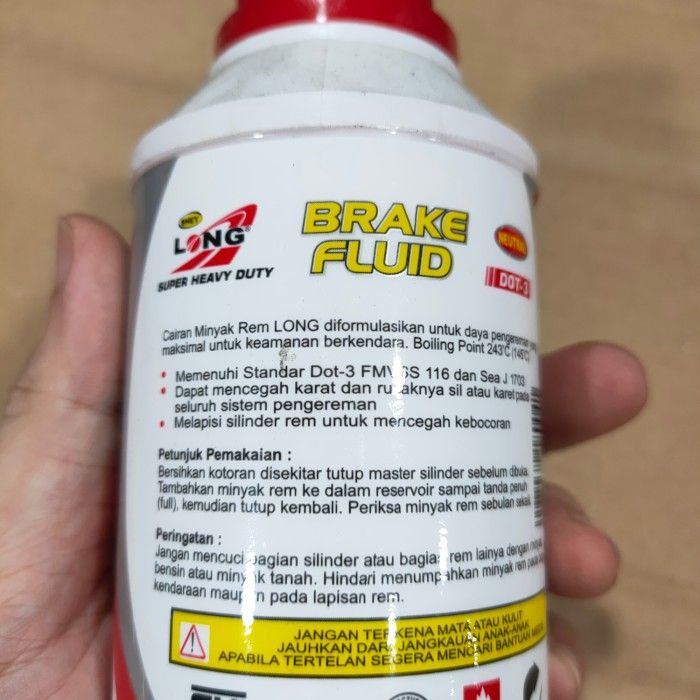 SHEY
LONG®
SUPER HEAVY DUTY
BRAKE
FLUID
NEUTRAL
DOT-3
Cairan Minyak Rem LONG diformulasikan untuk daya pengereman yang
maksimal untuk keamanan berkendara. Boiling Point 243°C (145°C)
• Memenuhi Standar Dot-3 FMVSS 116 dan Sea J 1703
• Dapat mencegah karat dan rusaknya sil atau karet pada
seluruh sistem pengereman
• Melapisi silinder rem untuk mencegah kebocoran
Petunjuk Pemakaian :
Bersihkan kotoran disekitar tutup master silinder sebelum dibuka.
Tambahkan minyak rem ke dalam reservoir sampai tanda penuh
(full), kemudian tutup kembali. Periksa minyak rem sebulan sekali.
Peringatan :
Jangan mencuci bagian silinder atau bagian rem lainya dengan
bensin atau minyak tanah. Hindari menumpahkan minyak rem pada
kendaraan maupun pada lapisan rem.
JANGAN TERKENA MATA ATAU KULIT
JAUHKAN DARI JANGKAUAN ANAK-ANAK
APABILA TERTELAN SEGERA MENCARI BANTUAN